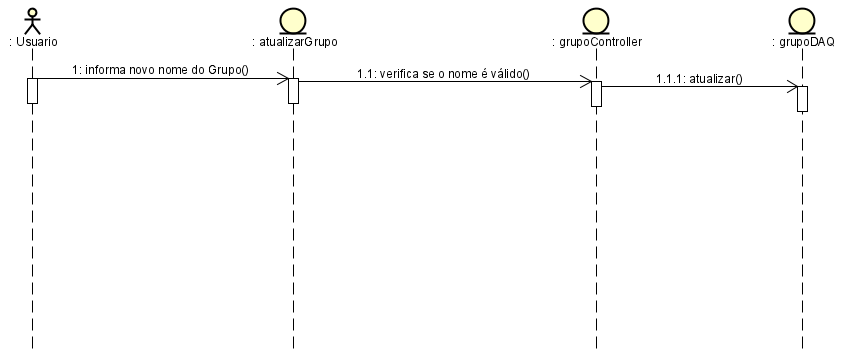 : Usuario
: atualizarGrupo
: grupoController
: grupoDAQ
1: informa novo nome do Grupo()
1.1: verifica se o nome é válido()
1.1.1: atualizar()